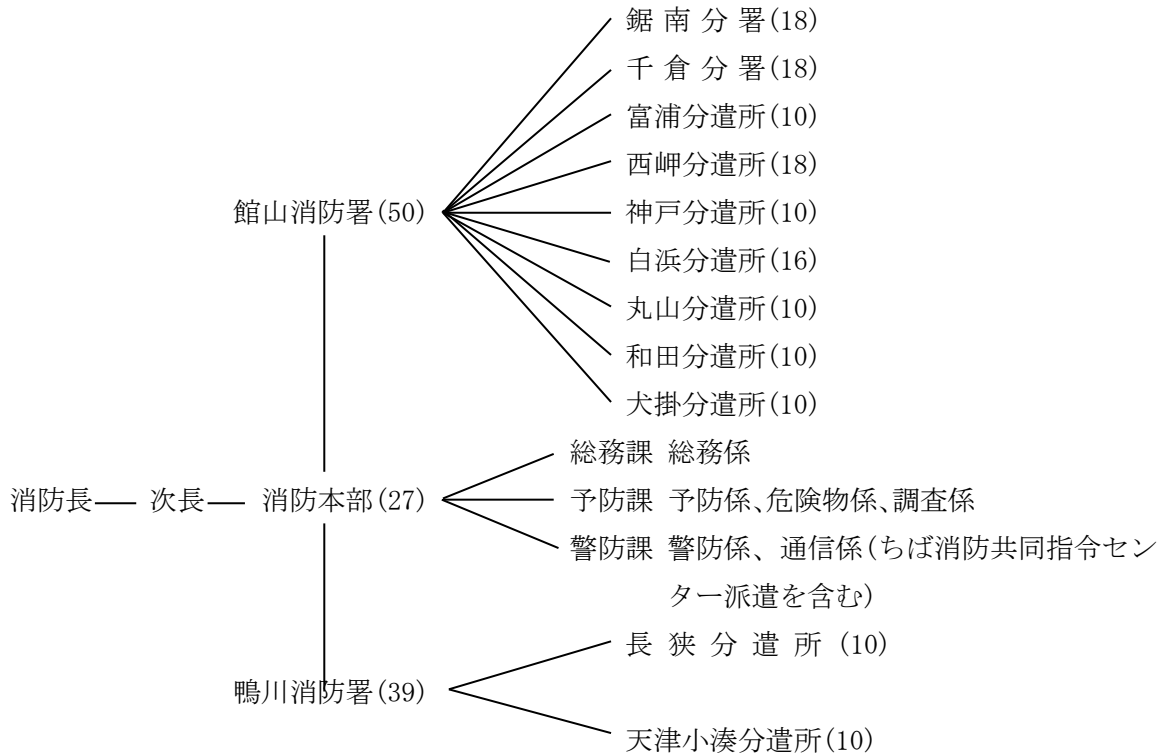 鋸 南 分 署(18)
千 倉 分 署(18)
富浦分遣所(10)
西岬分遣所(18)
館山消防署(50)
神戸分遣所(10)
白浜分遣所(16)
丸山分遣所(10)
和田分遣所(10)
犬掛分遣所(10)
総務課 総務係
消防長 次長 消防本部(27)
予防課 予防係、危険物係、調査係
警防課 警防係、通信係(ちば消防共同指令セン
ター派遣を含む)
長 狭 分 遣 所 (10)
鴨川消防署(39)
天津小湊分遣所(10)